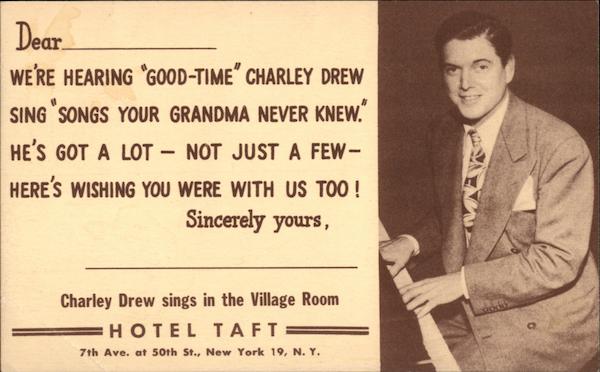 Dear
WE'RE HEARING "GOOD-TIME" CHARLEY DREW
SING "SONGS YOUR GRANDMA NEVER KNEW."
HE'S GOT A LOT — NOT JUST A FEW —
HERE'S WISHING YOU WERE WITH US TOO!
Sincerely yours,
Charley Drew sings in the Village Room
HOTEL TAFT
7th Ave. at 50th St., New York 19, N. Y.